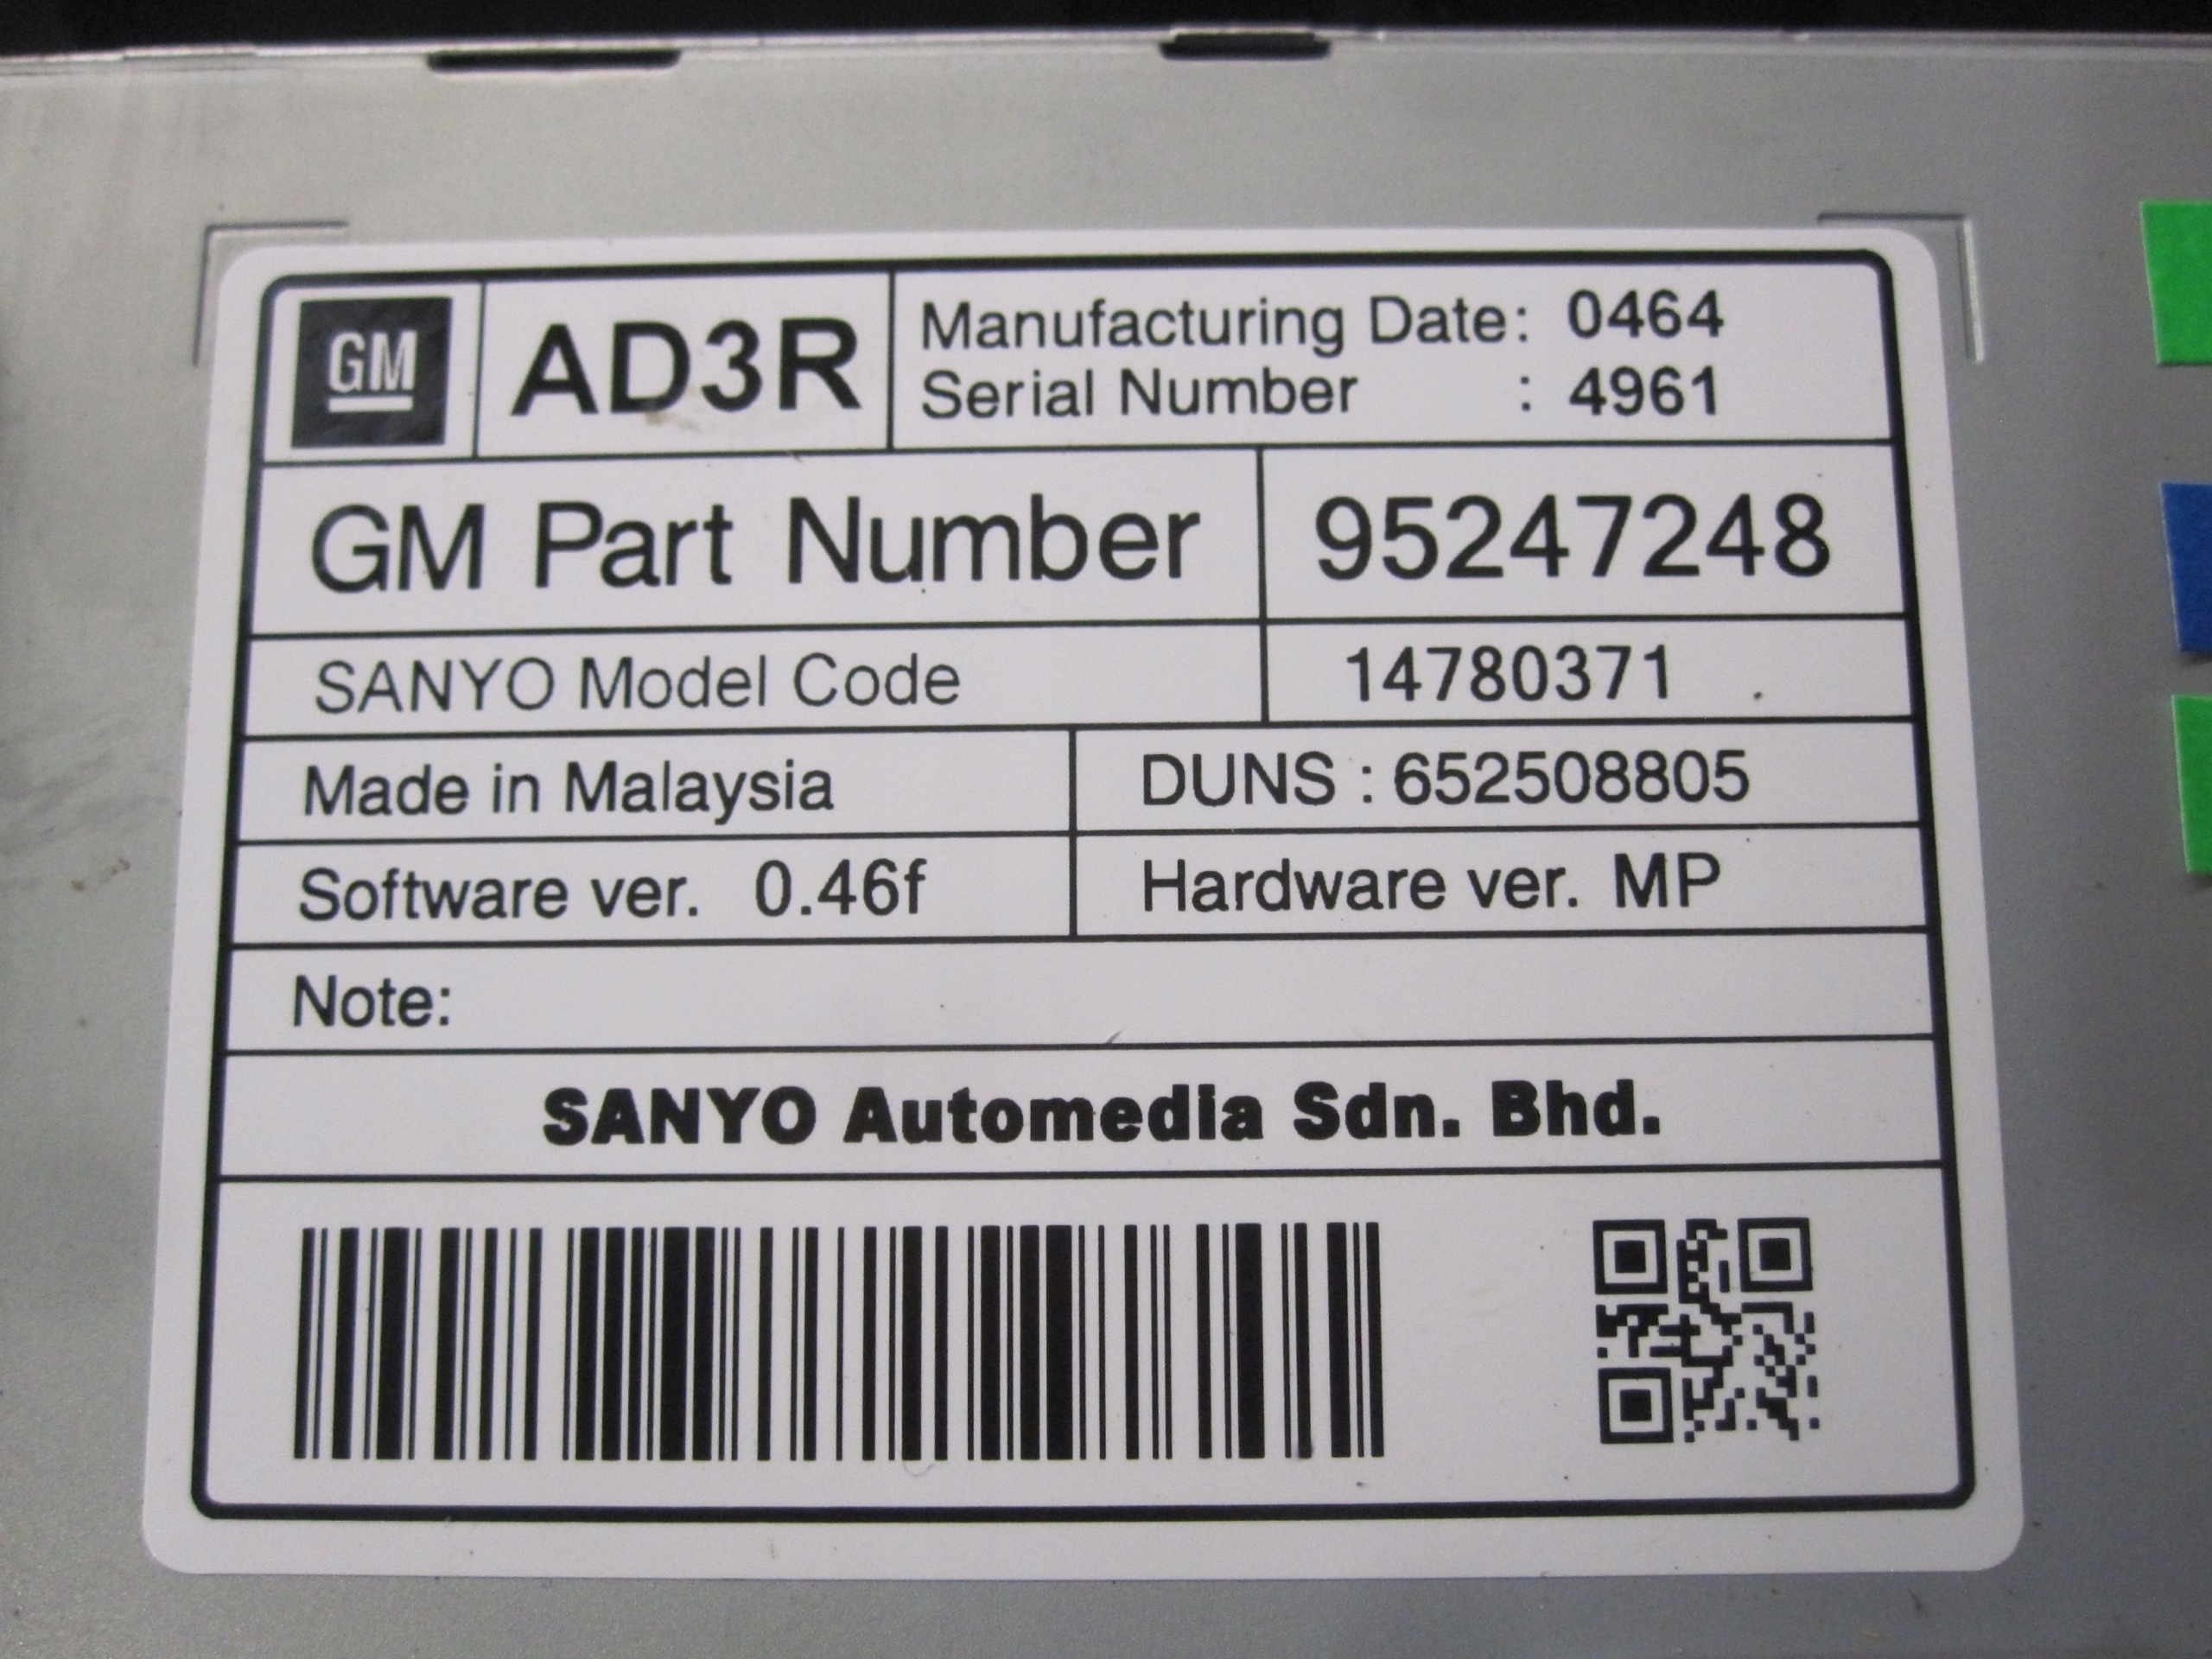 GM
AD3R
Manufacturing Date: 0464
Serial Number : 4961
GM Part Number 95247248
SANYO Model Code 14780371
Made in Malaysia DUNS : 652508805
Software ver. 0.46f Hardware ver. MP
Note:
SANYO Automedia Sdn. Bhd.